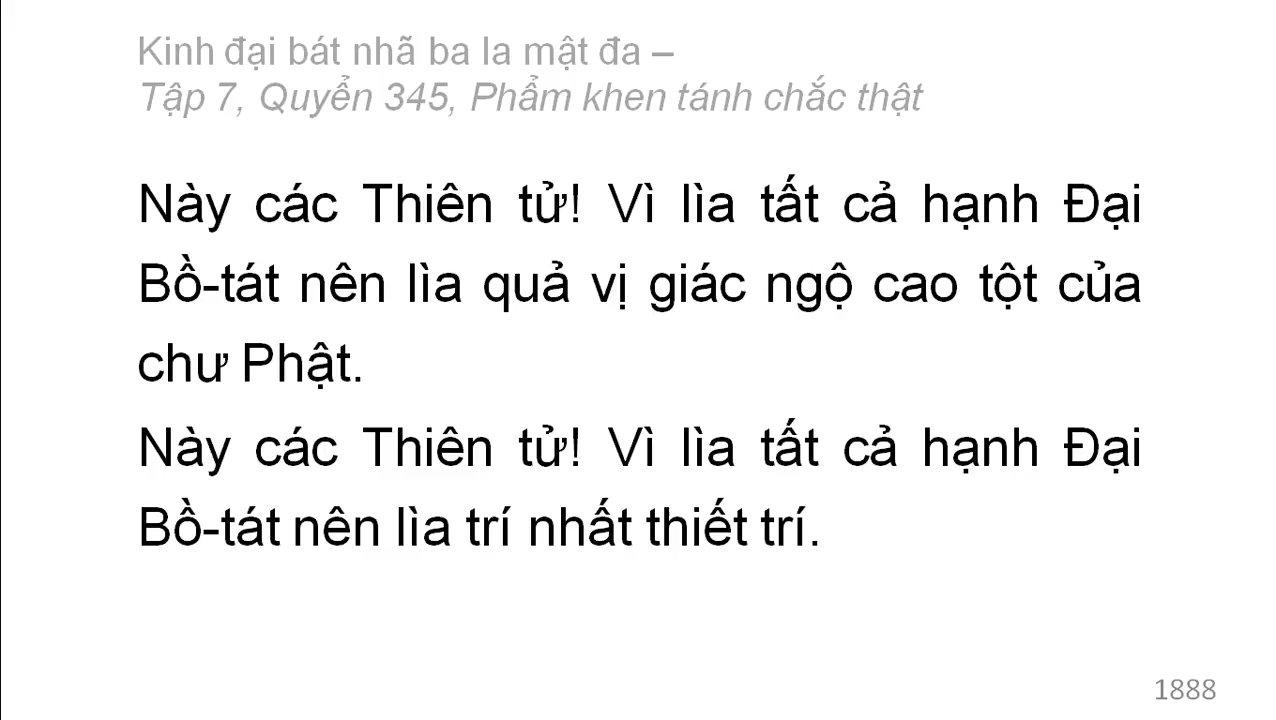 Kinh đại bát nhã ba la mật đa –
Tập 7, Quyển 345, Phẩm khen tánh chắc thật
Này các Thiên tử! Vì lìa tất cả hạnh Đại
Bồ-tát nên lìa quả vị giác ngộ cao tột của
chư Phật.
Này các Thiên tử! Vì lìa tất cả hạnh Đại
Bồ-tát nên lìa trí nhất thiết trí.
1888